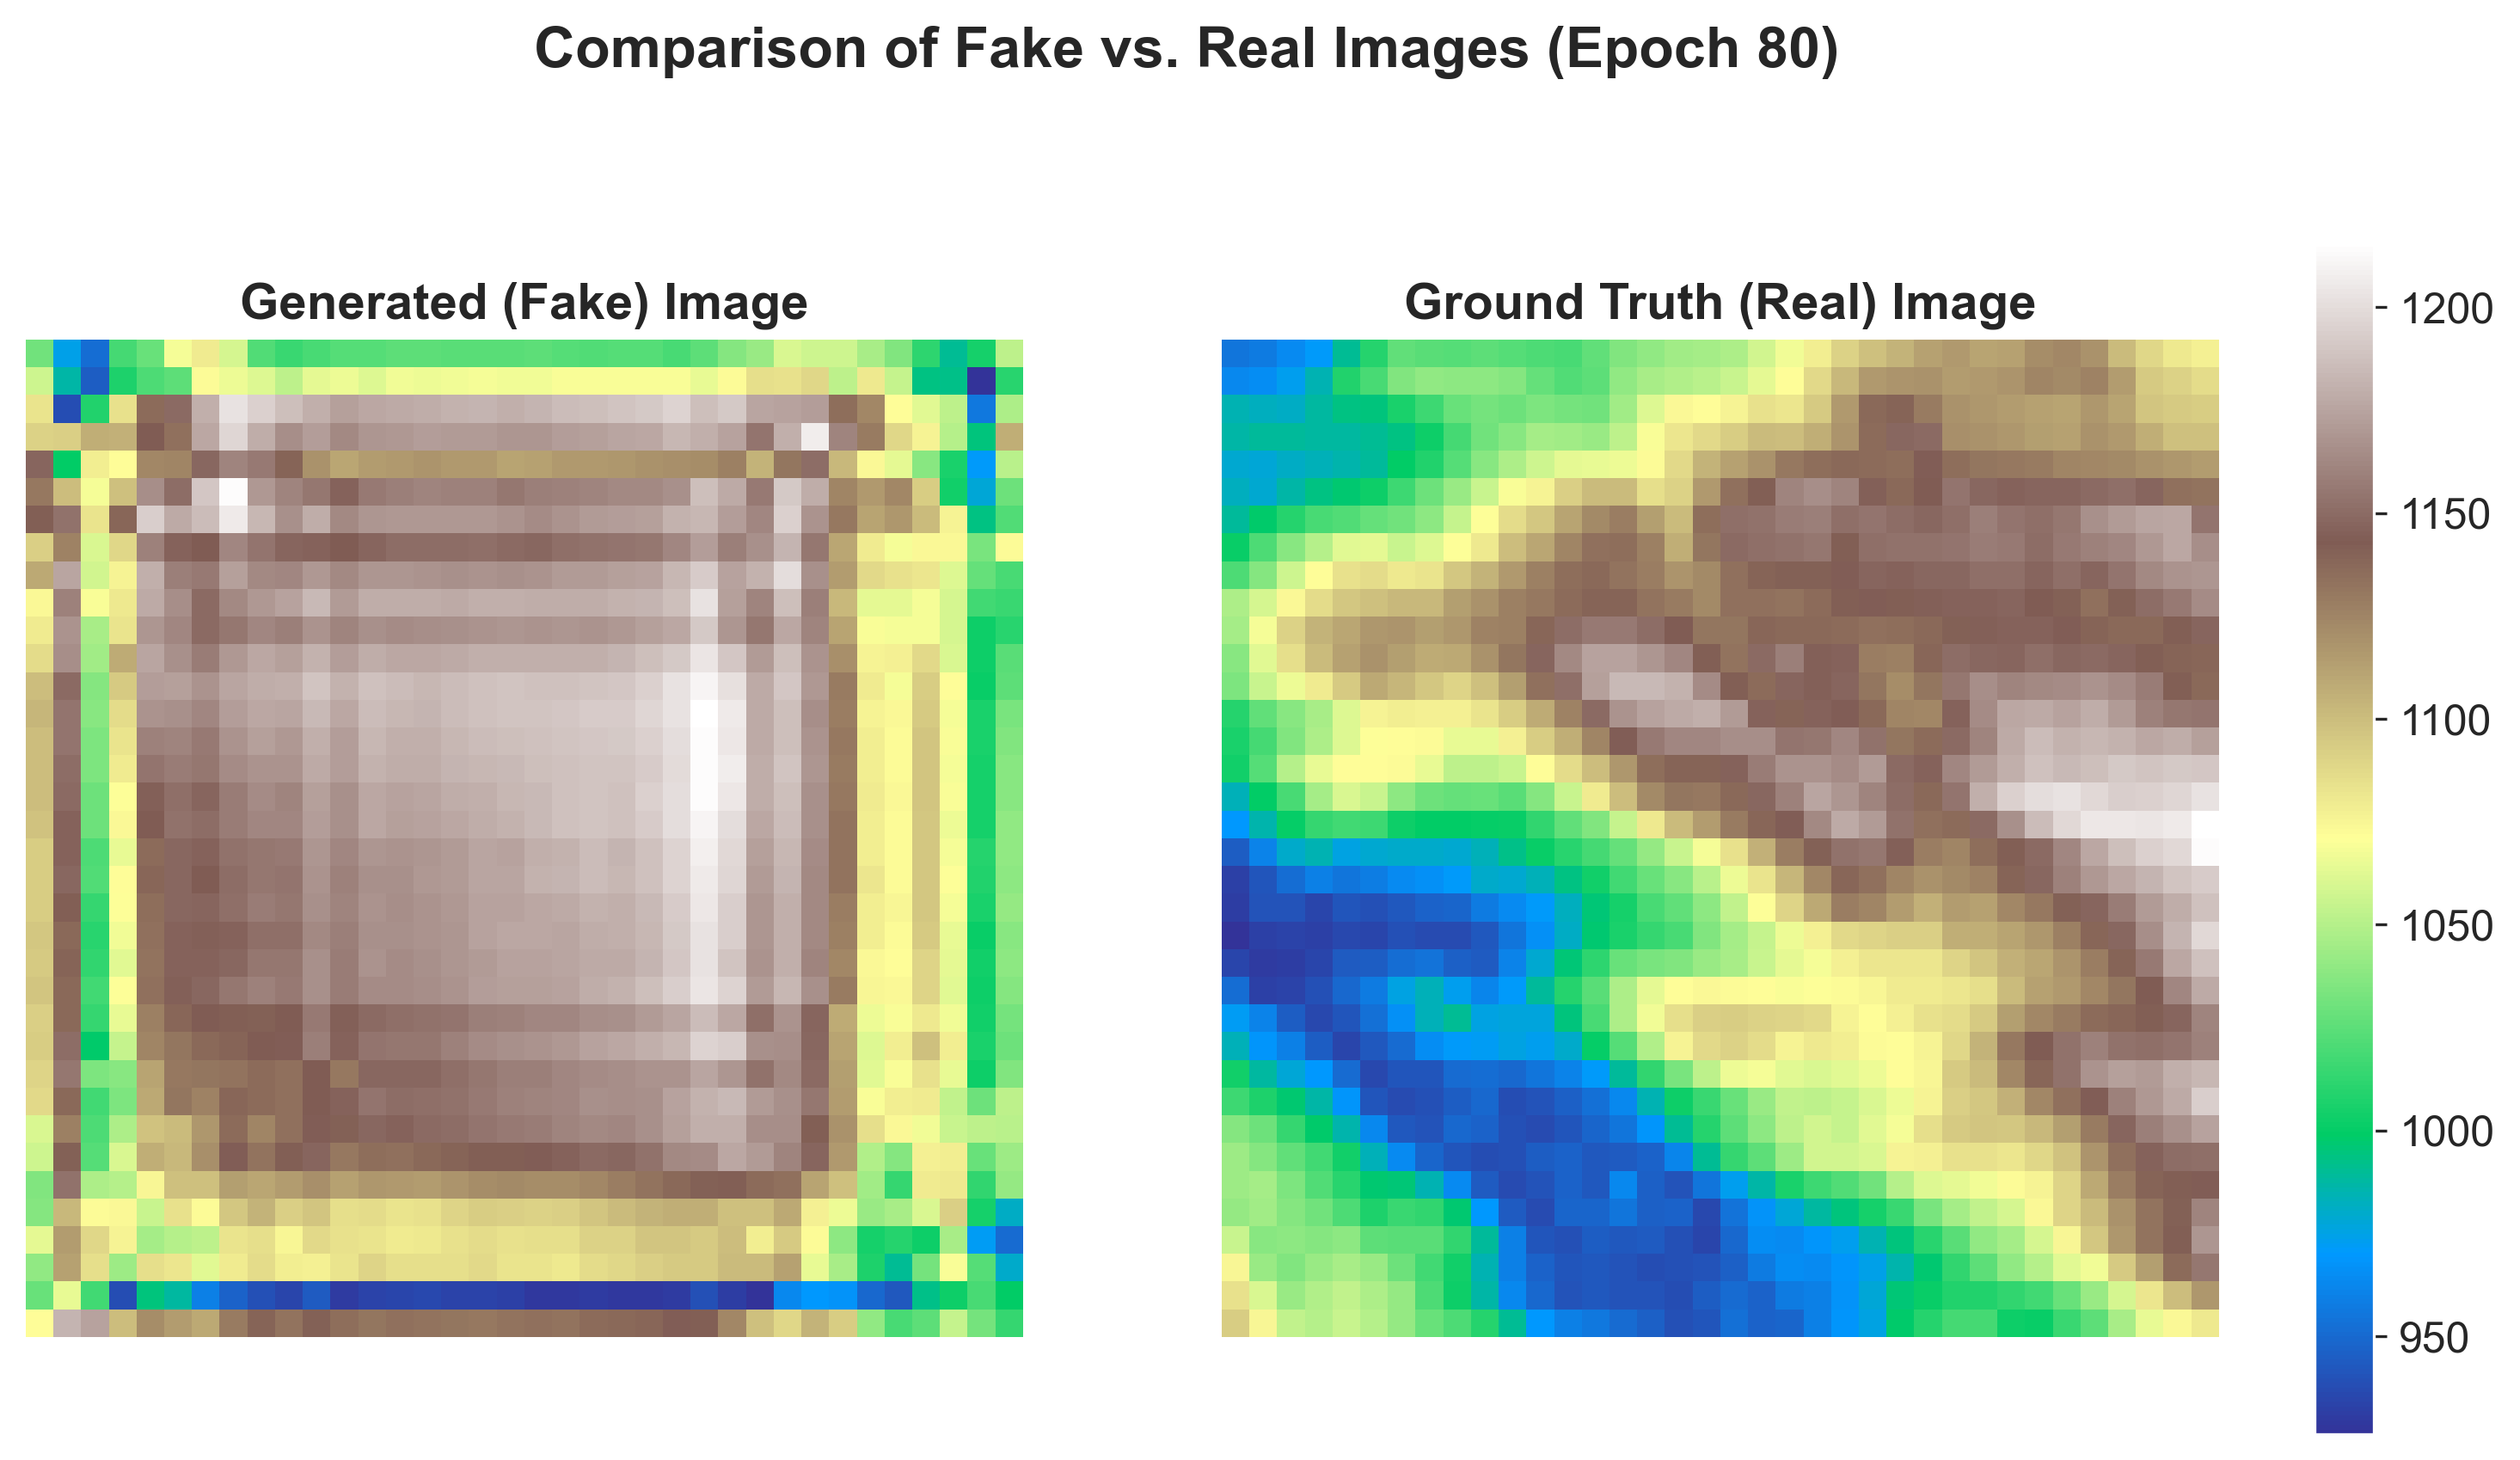 Comparison of Fake vs. Real Images (Epoch 80)
Generated (Fake) Image
Ground Truth (Real) Image
1200
1150
1100
1050
1000
950